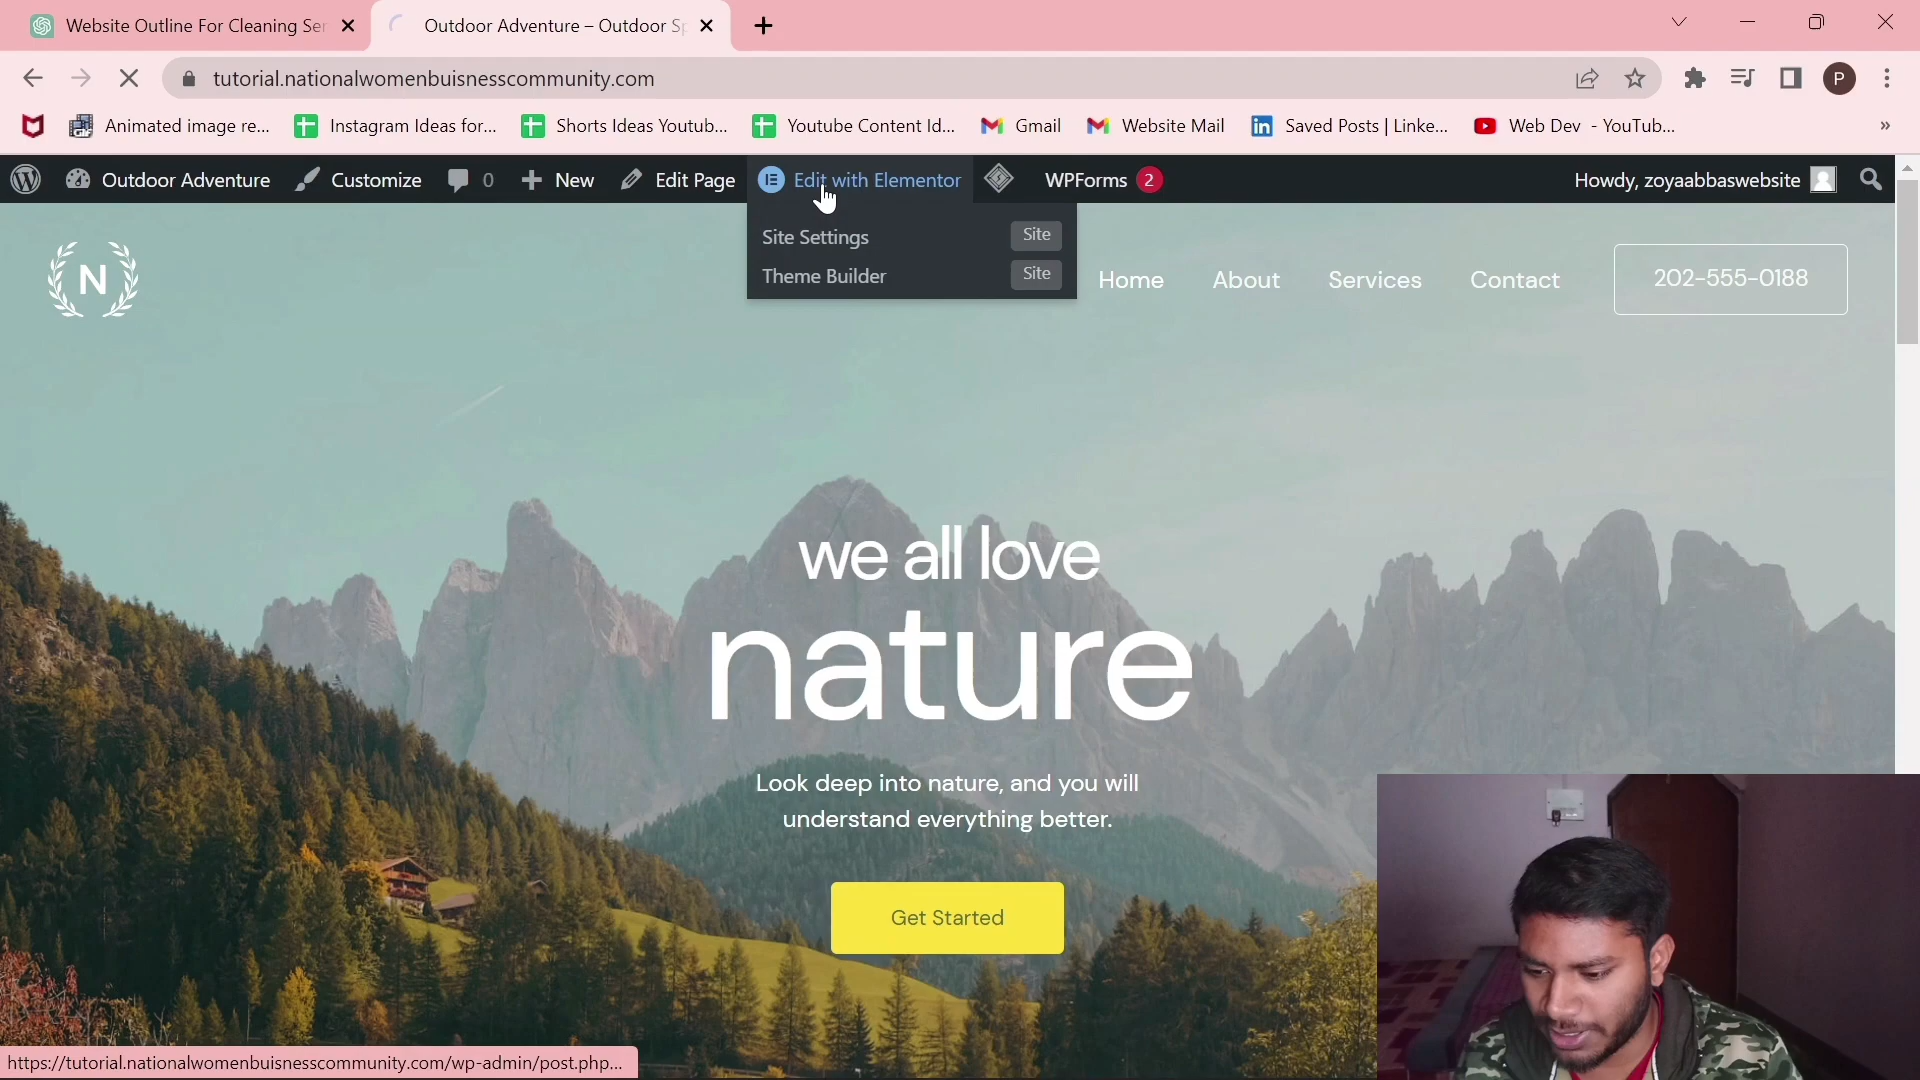 Website Outline For Cleaning Ser
Outdoor Adventure – Outdoor Sp
tutorial.nationalwomenbuisnesscommunity.com
P
Animated image re...
Instagram Ideas for...
Shorts Ideas Youtub...
Youtube Content Id...
Gmail
Website Mail
Saved Posts | Linke...
Web Dev - YouTub...
»
Outdoor Adventure
Customize
0
New
Edit Page
Edit with Elementor
WPForms 2
Howdy, zoyaabbaswebsite
Site Settings Site
Theme Builder Site
N
Home
About
Services
Contact
202-555-0188
we all love
nature
Look deep into nature, and you will
understand everything better.
Get Started
https://tutorial.nationalwomenbuisnesscommunity.com/wp-admin/post.php...